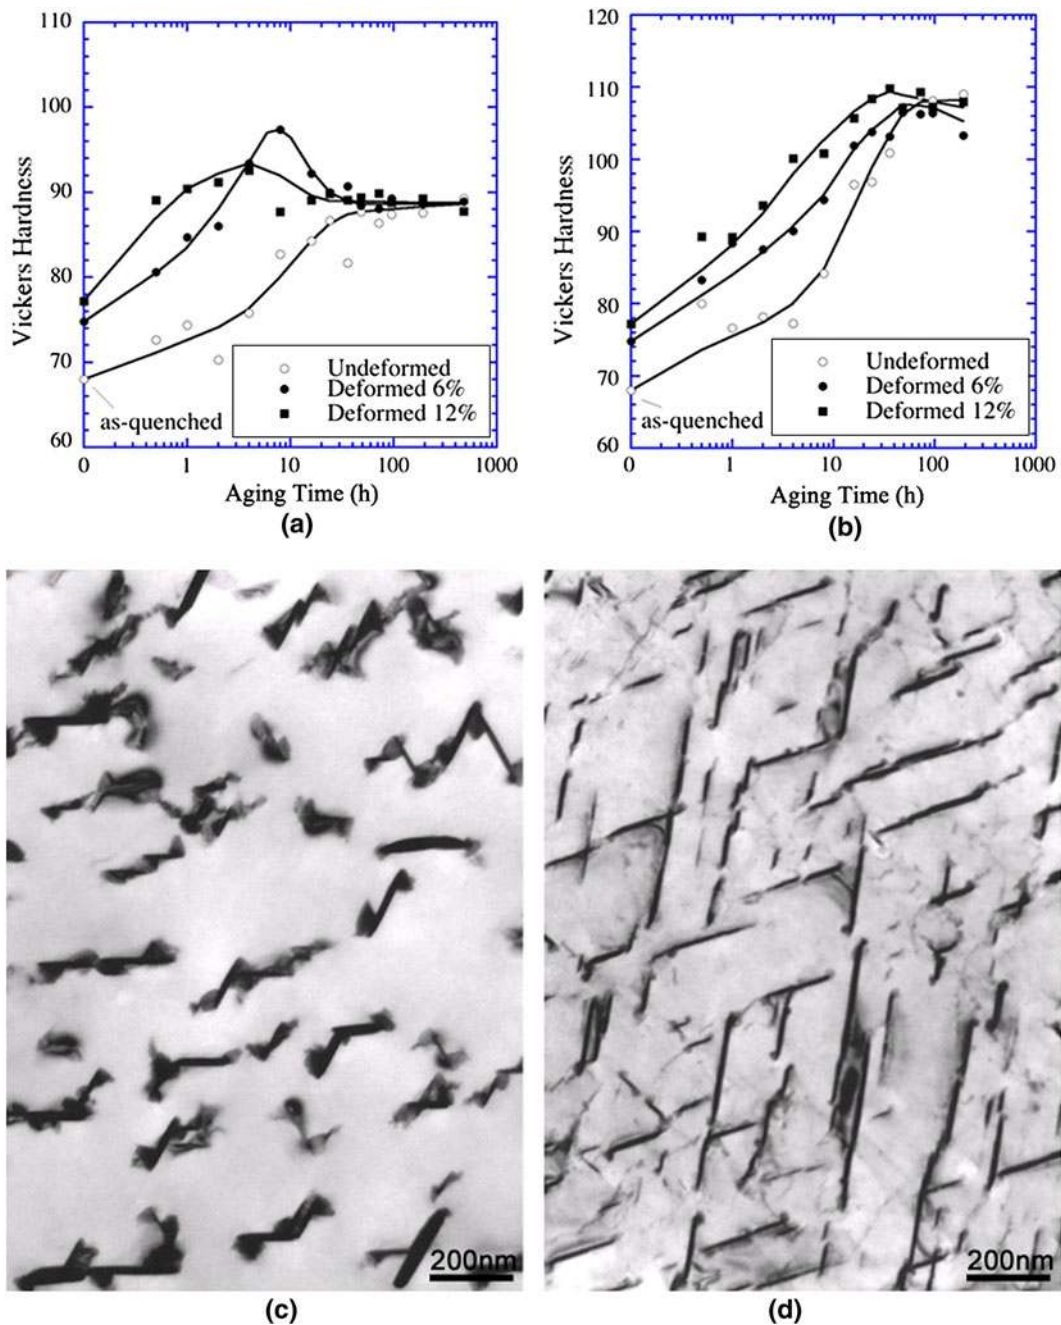 110
100
90
80
70
60
Vickers Hardness
Undeformed
Deformed 6%
Deformed 12%
as-quenched
0 1 10 100 1000
Aging Time (h)
(a)
120
110
100
90
80
70
60
Vickers Hardness
Undeformed
Deformed 6%
Deformed 12%
as-quenched
0 1 10 100 1000
Aging Time (h)
(b)
200nm
(c)
200nm
(d)